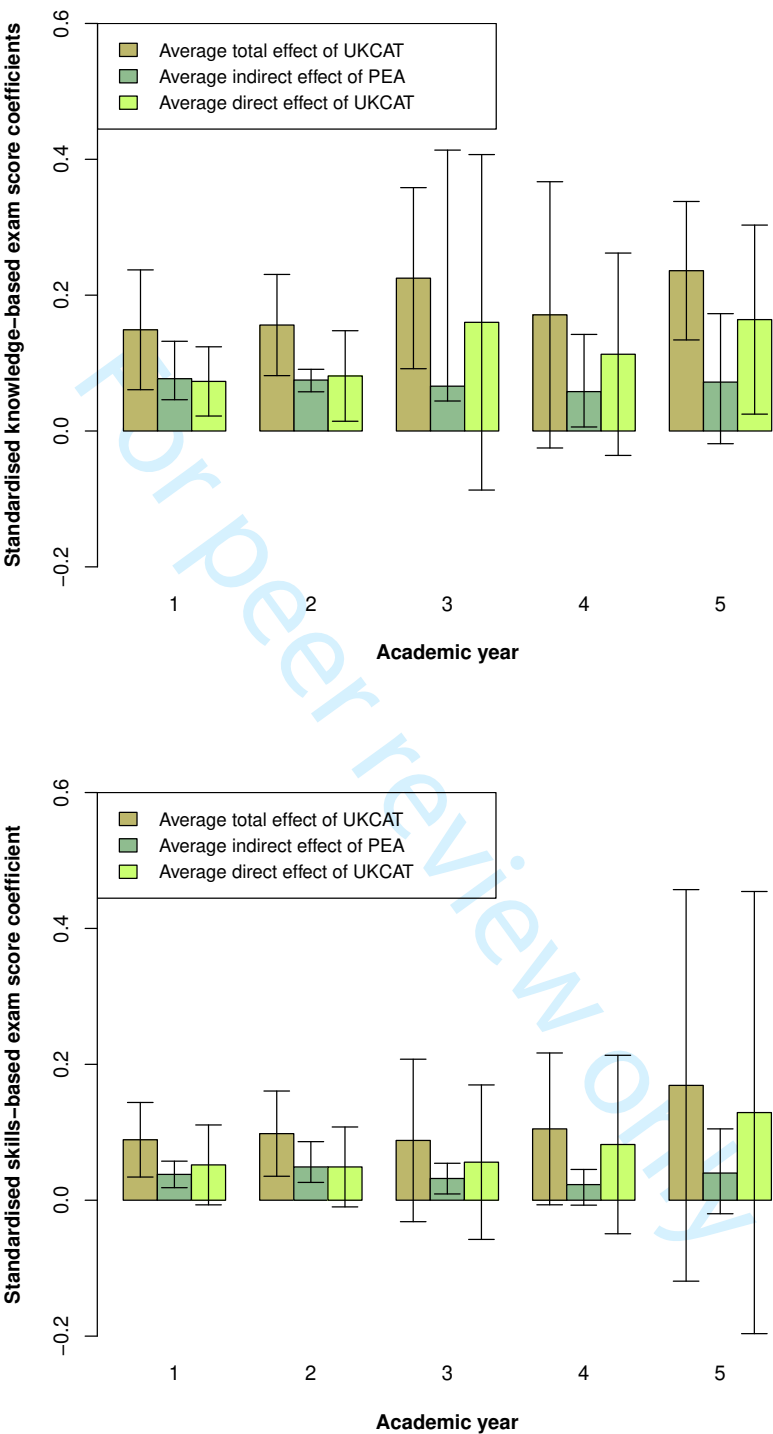 Standardised knowledge−based exam score coefficients
0.6
0.4
0.2
0.0
−0.2
Average total effect of UKCAT
Average indirect effect of PEA
Average direct effect of UKCAT
1 2 3 4 5
Academic year
For peer review only
Standardised skills−based exam score coefficient
0.6
0.4
0.2
0.0
−0.2
Average total effect of UKCAT
Average indirect effect of PEA
Average direct effect of UKCAT
1 2 3 4 5
Academic year